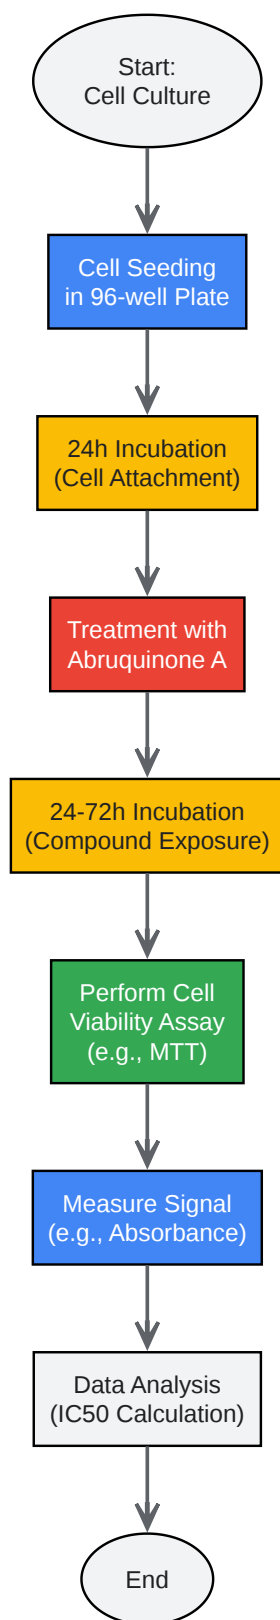 Start:
Cell Culture
Cell Seeding
in 96-well Plate
24h Incubation
(Cell Attachment)
Treatment with
Abruquinone A
24-72h Incubation
(Compound Exposure)
Perform Cell
Viability Assay
(e.g., MTT)
Measure Signal
(e.g., Absorbance)
Data Analysis
(IC50 Calculation)
End